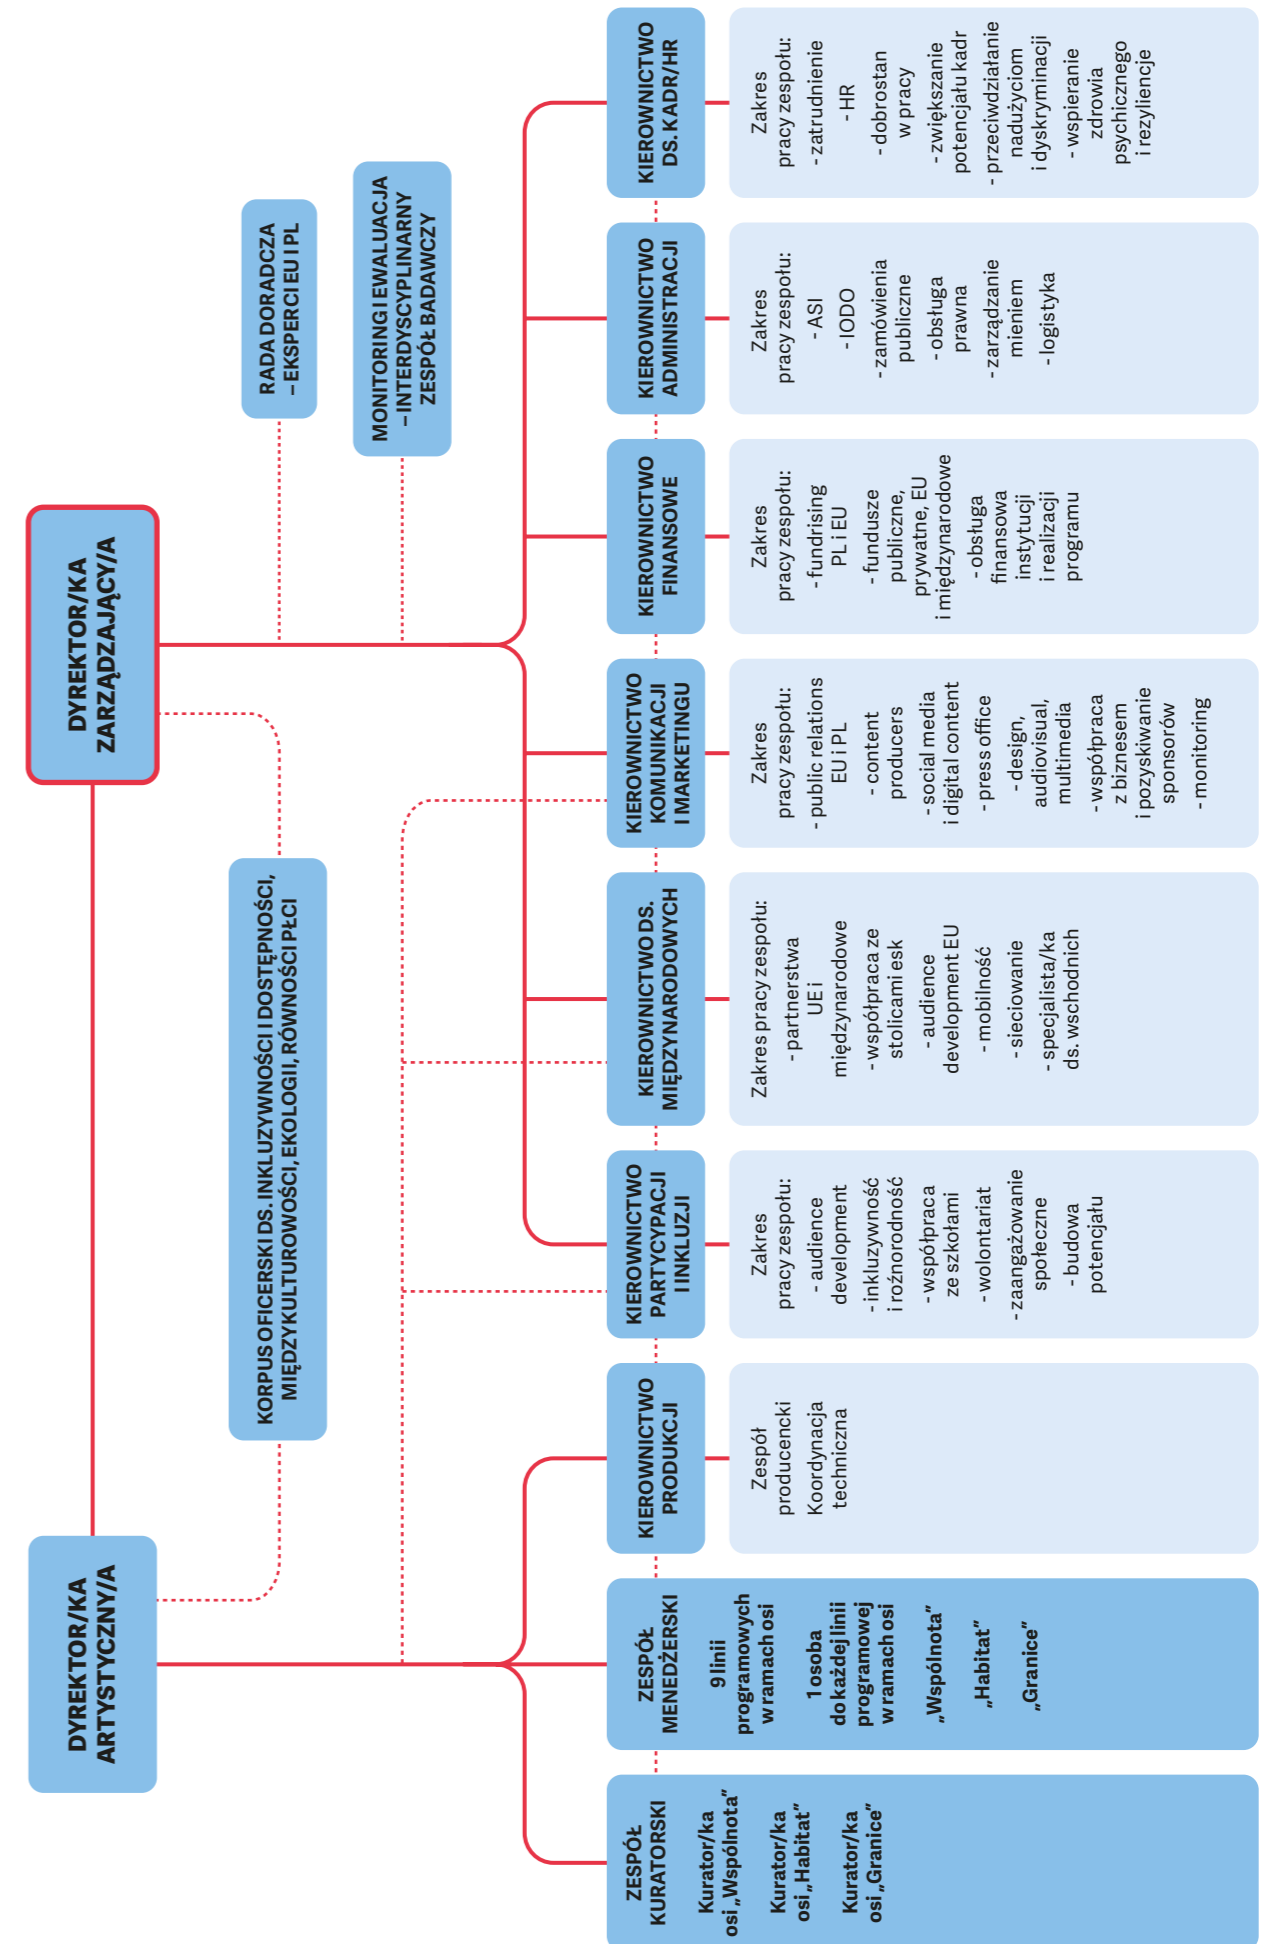 DYREKTOR/KA
ARTYSTYCZNY/A
DYREKTOR/KA
ZARZĄDZAJĄCY/A
KORPUS OFICERSKI DS. INKLUZYWNOŚCI I DOSTĘPNOŚCI,
MIĘDZYKULTUROWOŚCI, EKOLOGII, RÓWNOŚCI PŁCI
RADA DORADCZA
– EKSPERCI EU I PL
MONITORING I EWALUACJA
– INTERDYSCYPLINARNY
ZESPÓŁ BADAWCZY
ZESPÓŁ
KURATORSKI
Kurator/ka
osi „Wspólnota”
Kurator/ka
osi „Habitat”
Kurator/ka
osi „Granice”
ZESPÓŁ
MENEDŻERSKI
9 linii
programowych
w ramach osi
1 osoba
do każdej linii
programowej
w ramach osi
„Wspólnota”
„Habitat”
„Granice”
KIEROWNICTWO
PRODUKCJI
Zespół
producencki
Koordynacja
techniczna
KIEROWNICTWO
PARTYCYPACJI
I INKLUZJI
Zakres
pracy zespołu:
- audience
development
- inkluzywność
i rożnorodność
- współpraca
ze szkołami
- wolontariat
- zaangażowanie
społeczne
- budowa
potencjału
KIEROWNICTWO DS.
MIĘDZYNARODOWYCH
Zakres pracy zespołu:
- partnerstwa
UE i
międzynarodowe
- współpraca ze
stolicami esk
- audience
development EU
- mobilność
- sieciowanie
- specjalista/ka
ds. wschodnich
KIEROWNICTWO
KOMUNIKACJI
I MARKETINGU
Zakres
pracy zespołu:
- public relations
EU i PL
- content
producers
- social media
i digital content
- press office
- design,
audiovisual,
multimedia
- współpraca
z biznesem
i pozyskiwanie
sponsorów
- monitoring
KIEROWNICTWO
FINANSOWE
Zakres
pracy zespołu:
- fundrising
PL i EU
- fundusze
publiczne,
prywatne, EU
i międzynarodowe
- obsługa
finansowa
instytucji
i realizacji
programu
KIEROWNICTWO
ADMINISTRACJI
Zakres
pracy zespołu:
- ASI
- IODO
- zamówienia
publiczne
- obsługa
prawna
- zarządzanie
mieniem
- logistyka
KIEROWNICTWO
DS. KADR/HR
Zakres
pracy zespołu:
- zatrudnienie
- HR
- dobrostan
w pracy
- zwiększanie
potencjału kadr
- przeciwdziałanie
nadużyciom
i dyskryminacji
- wspieranie
zdrowia
psychicznego
i rezyliencje